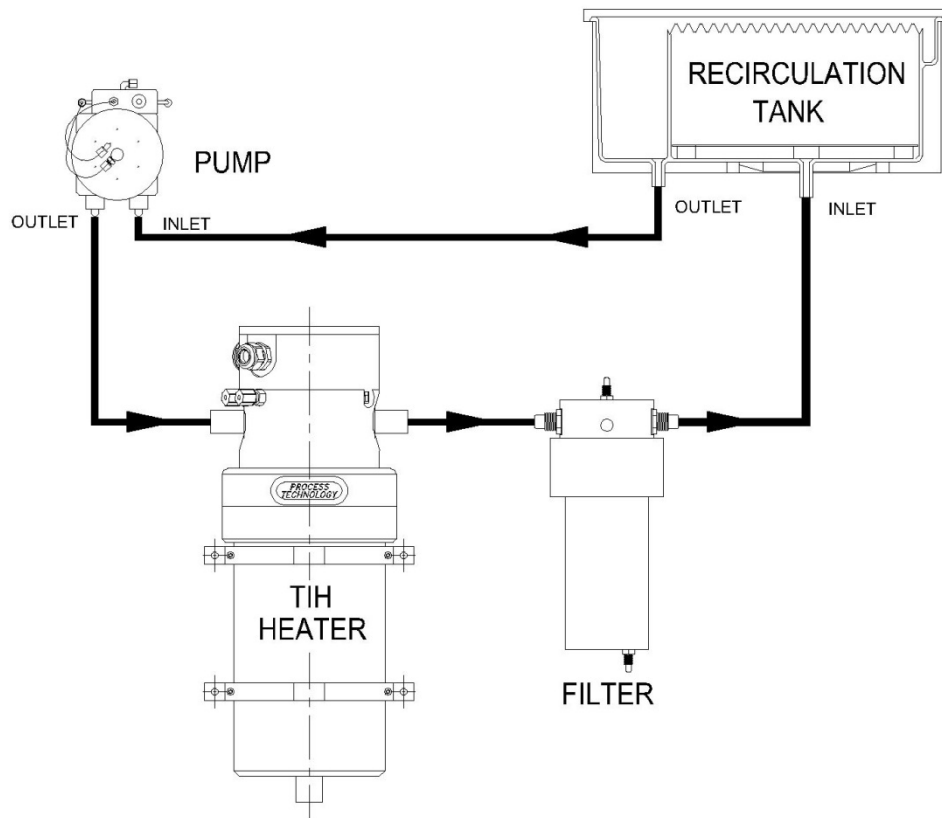 RECIRCULATION
TANK
PUMP
OUTLET
INLET
OUTLET
INLET
PROCESS
TECHNOLOGY
TIH
HEATER
FILTER